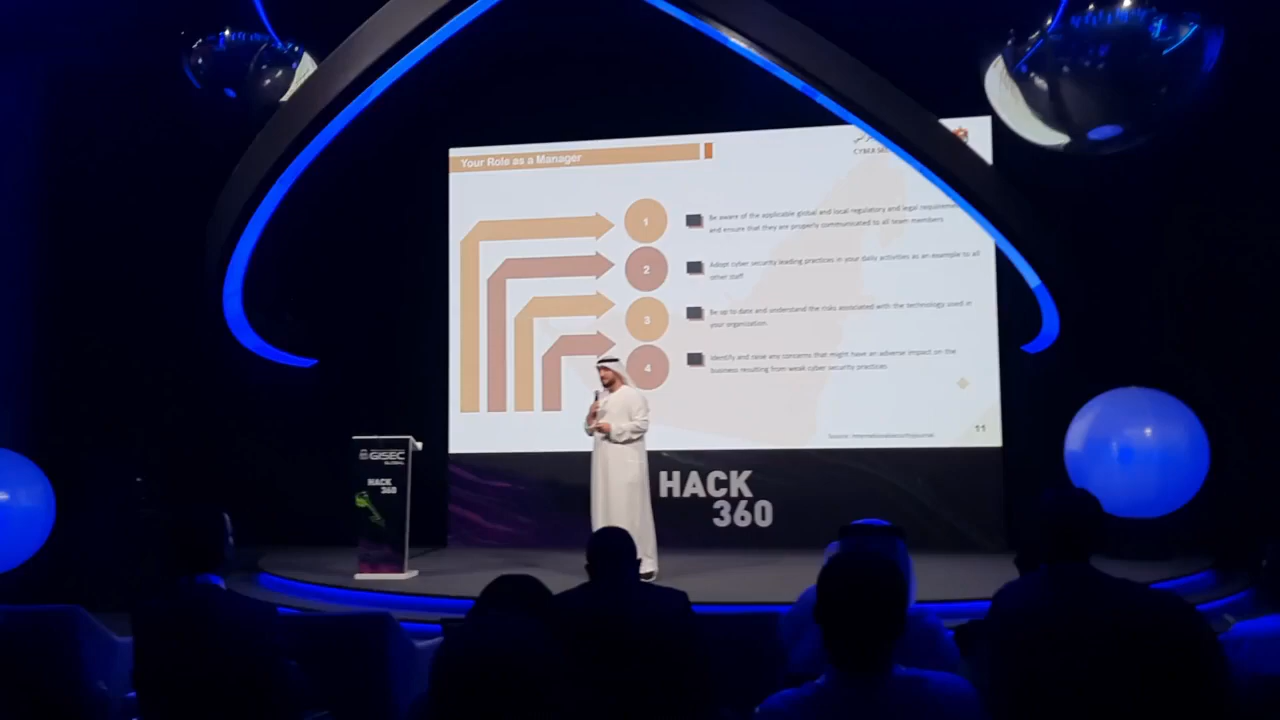 Your Role as a Manager
CYBER
1
Be aware of the applicable global and local regulatory and legal
and ensure that they are properly communicated to all team members
2
Adopt cyber security leading practices in your daily activities as an example to all
other staff
3
Be up to date and understand the risks associated with the technology used in
your organization.
4
Identify and raise any concerns that might have an adverse impact on the
business resulting from weak cyber security practices
Source: internationalsecurityjournal
11
GISEC
GLOBAL
HACK
360
HACK
360